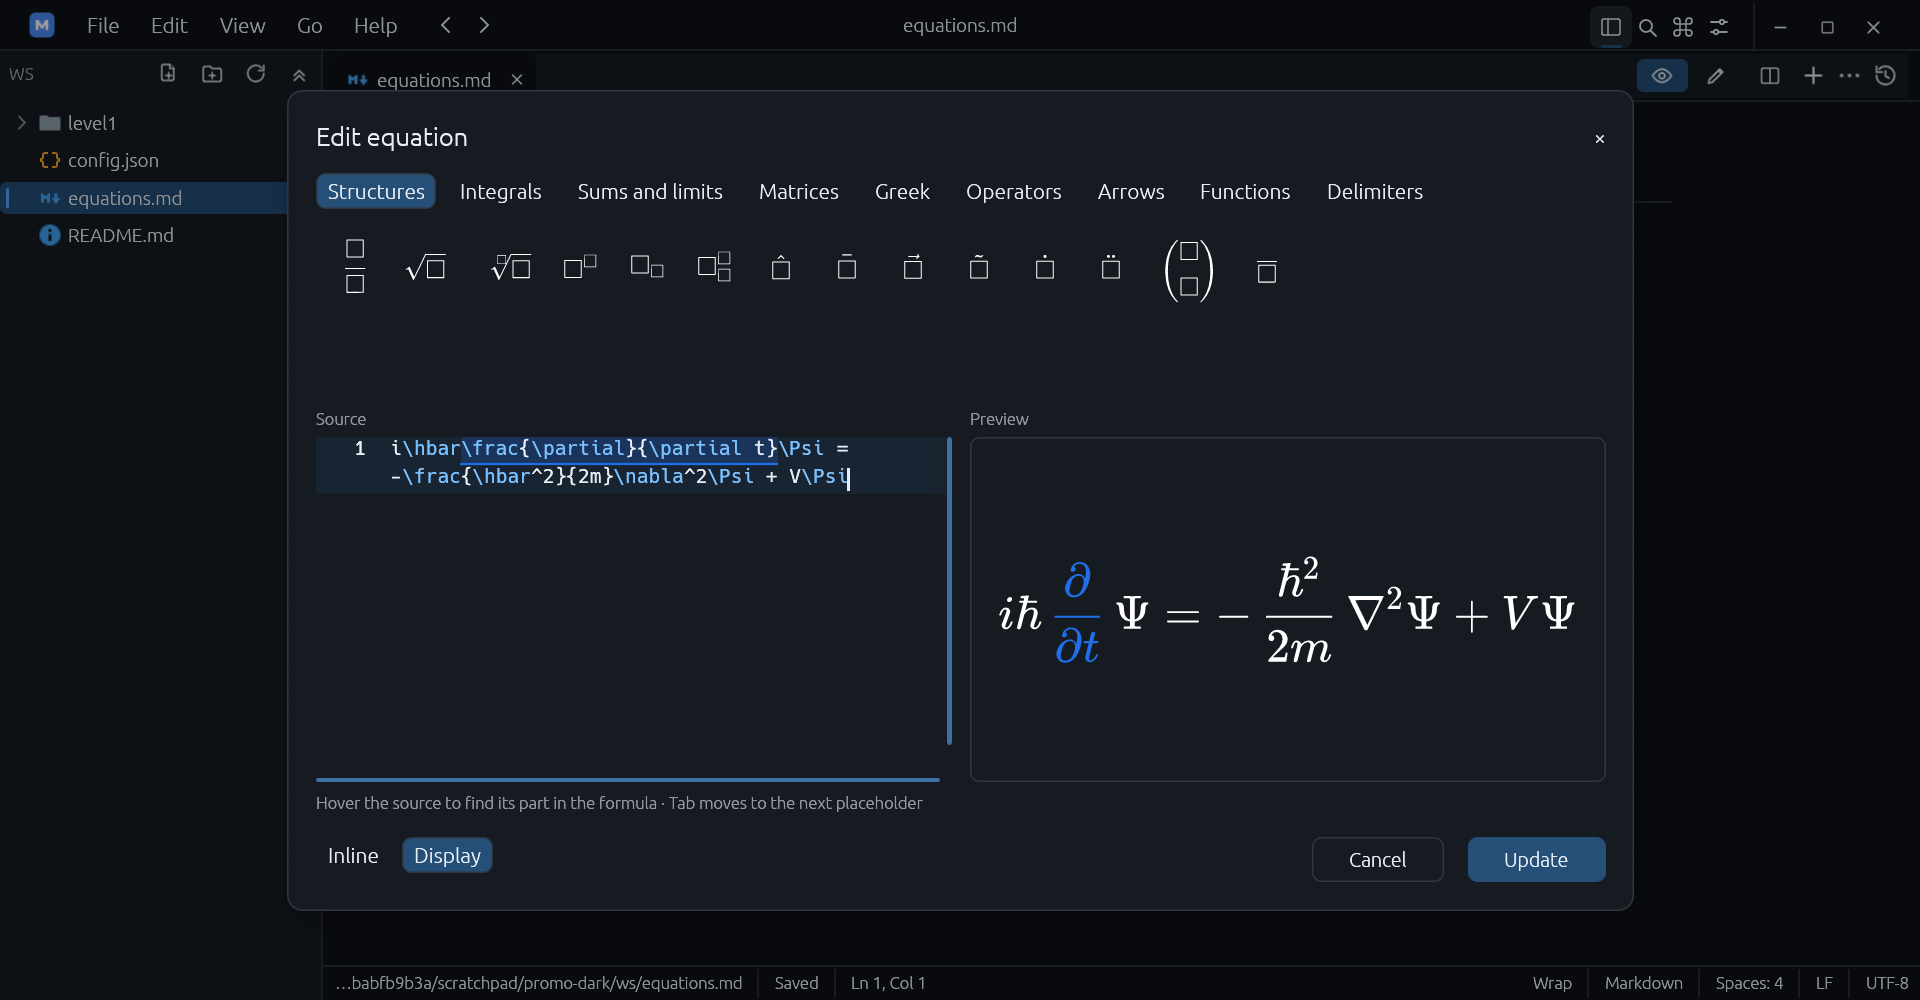 M File Edit View Go Help equations.md
WS
equations.md
level1
config.json
equations.md
README.md
Edit equation
Structures Integrals Sums and limits Matrices Greek Operators Arrows Functions Delimiters
Source
Preview
1 i\hbar\frac{\partial}{\partial t}\Psi =
-\frac{\hbar^2}{2m}\nabla^2\Psi + V\Psi
iħ ∂/∂t Ψ = − ħ²/2m ∇²Ψ + VΨ
Hover the source to find its part in the formula · Tab moves to the next placeholder
Inline Display
Cancel Update
…babfb9b3a/scratchpad/promo-dark/ws/equations.md Saved Ln 1, Col 1 Wrap Markdown Spaces: 4 LF UTF-8